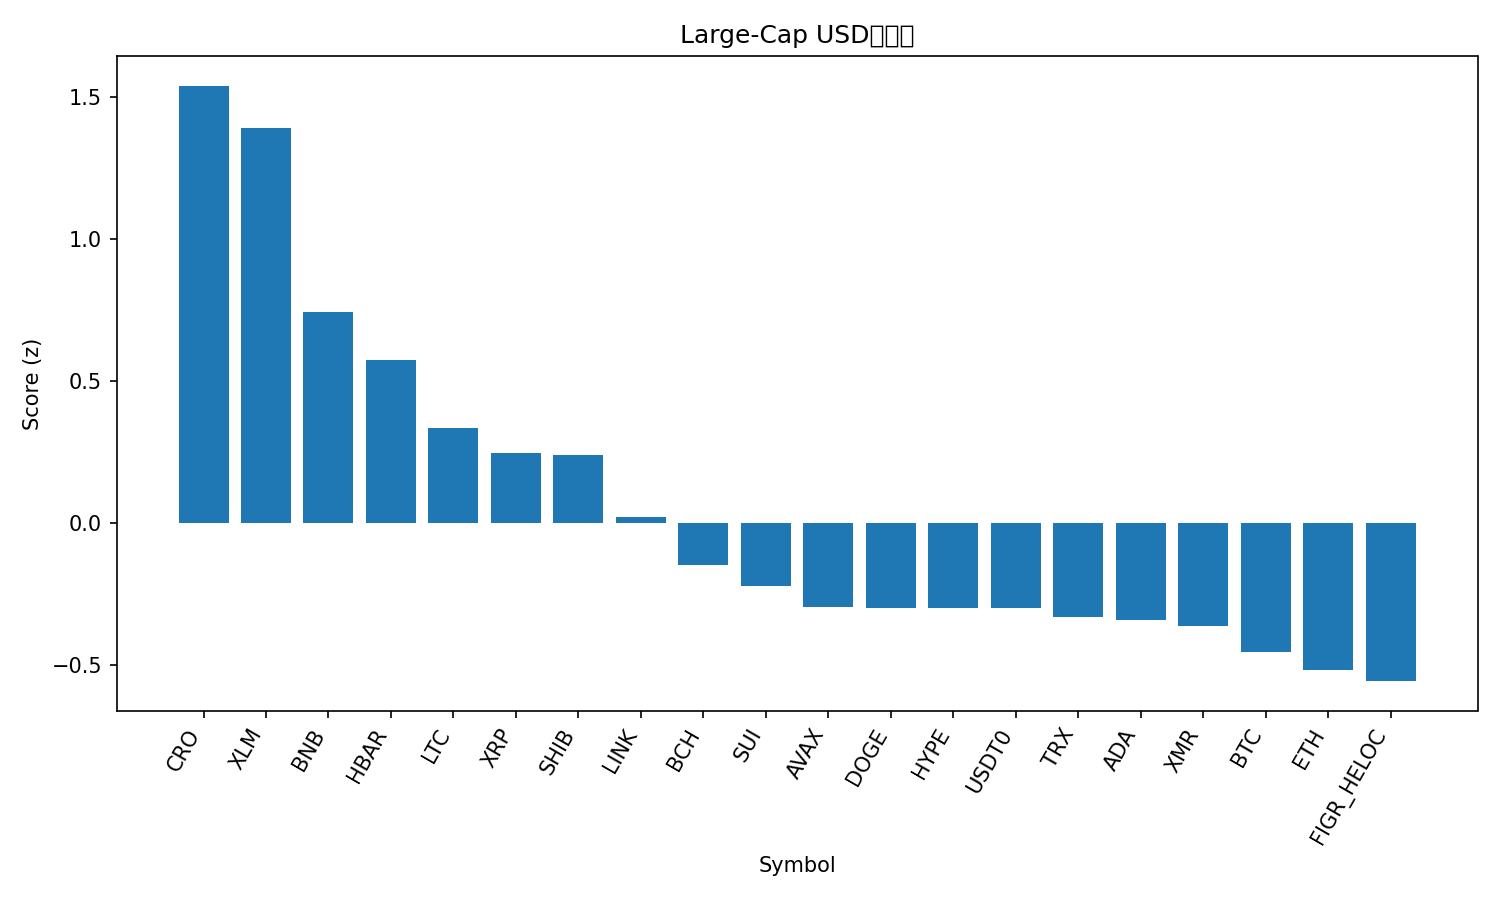 Large-Cap USD
Score (z)
1.5
1.0
0.5
0.0
−0.5
CRO
XLM
BNB
HBAR
LTC
XRP
SHIB
LINK
BCH
SUI
AVAX
DOGE
HYPE
USDT0
TRX
ADA
XMR
BTC
ETH
FIGR_HELOC
Symbol